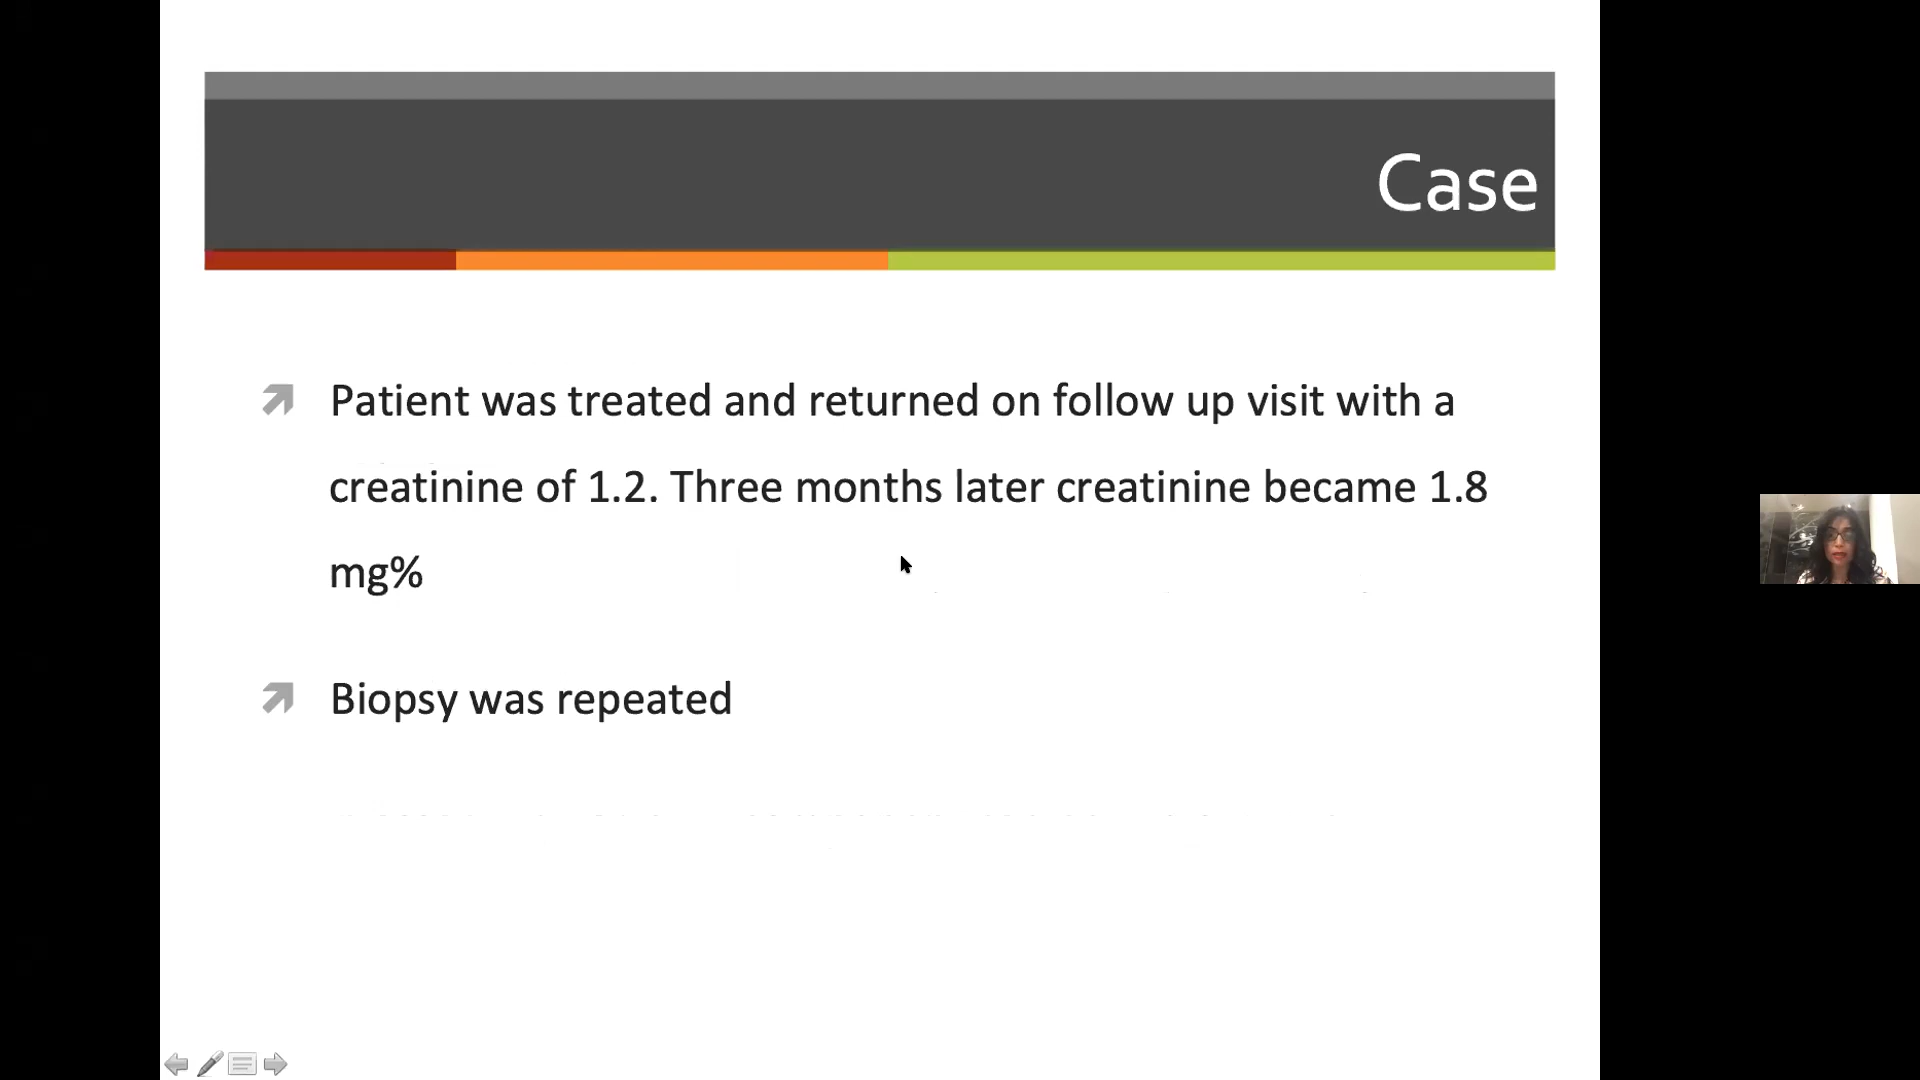 Case
Patient was treated and returned on follow up visit with a
creatinine of 1.2. Three months later creatinine became 1.8
mg%
Biopsy was repeated